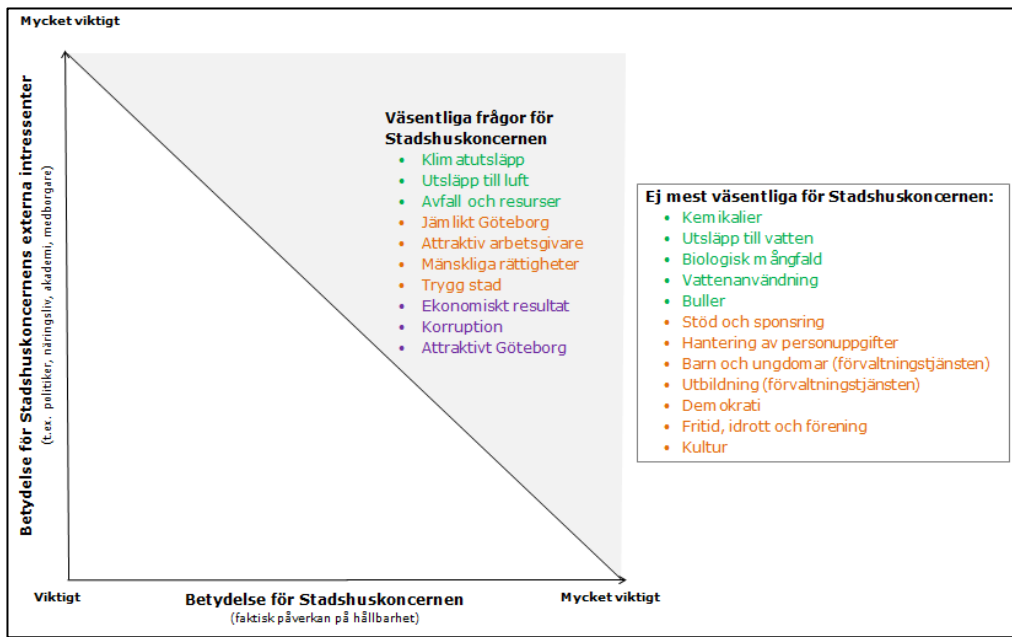 Mycket viktigt
Betydelse för Stadshuskoncernens externa intressenter
(t.ex. politiker, näringsliv, akademi, medborgare)
Väsentliga frågor för
Stadshuskoncernen
• Klimatutsläpp
• Utsläpp till luft
• Avfall och resurser
• Jämlikt Göteborg
• Attraktiv arbetsgivare
• Mänskliga rättigheter
• Trygg stad
• Ekonomiskt resultat
• Korruption
• Attraktivt Göteborg
Ej mest väsentliga för Stadshuskoncernen:
• Kemikalier
• Utsläpp till vatten
• Biologisk mångfald
• Vattenanvändning
• Buller
• Stöd och sponsring
• Hantering av personuppgifter
• Barn och ungdomar (förvaltningstjänsten)
• Utbildning (förvaltningstjänsten)
• Demokrati
• Fritid, idrott och förening
• Kultur
Viktigt
Betydelse för Stadshuskoncernen
(faktisk påverkan på hållbarhet)
Mycket viktigt